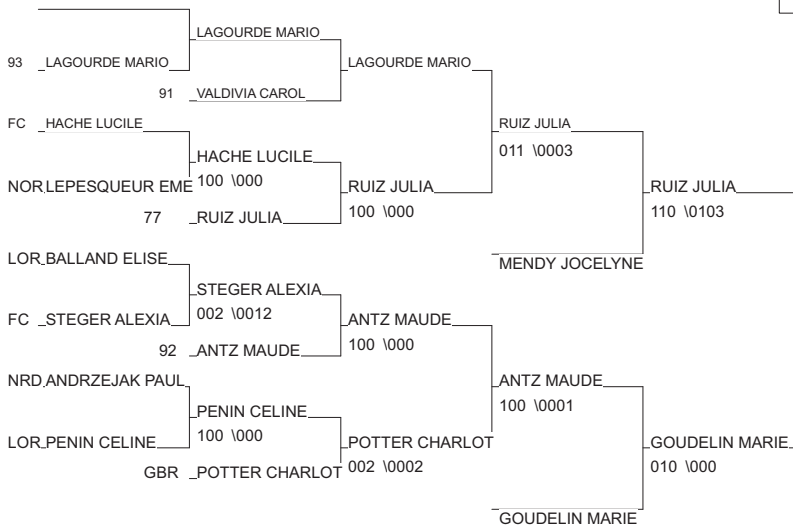 LAGOURDE MARIO
93 LAGOURDE MARIO
LAGOURDE MARIO
91 VALDIVIA CAROL
FC HACHE LUCILE
RUIZ JULIA
011 \0003
HACHE LUCILE
100 \000
NOR LEPESQUEUR EME
RUIZ JULIA
100 \000
RUIZ JULIA
110 \0103
77 RUIZ JULIA
LOR BALLAND ELISE
MENDY JOCELYNE
STEGER ALEXIA
002 \0012
FC STEGER ALEXIA
ANTZ MAUDE
100 \000
92 ANTZ MAUDE
NRD ANDRZEJAK PAUL
ANTZ MAUDE
100 \0001
PENIN CELINE
100 \000
LOR PENIN CELINE
POTTER CHARLOT
002 \0002
GOUDELIN MARIE
010 \000
GBR POTTER CHARLOT
GOUDELIN MARIE